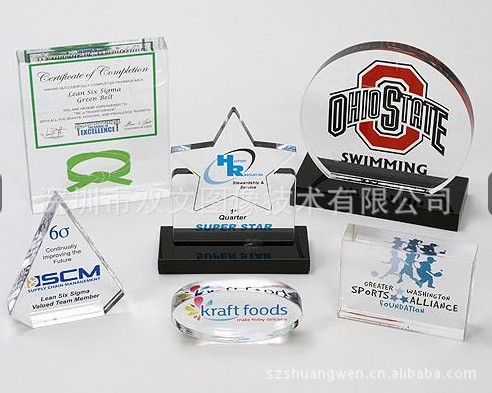 Certificate of Completion
Lean Six Sigma
Green Belt
EXCELLENCE
HR
Stewardship &
Service
1st
Quarter
SUPER STAR
SUPER STAR
OHIO STATE
SWIMMING
深圳市双文图像技术有限公司
6σ
Continually
Improving the
Future
SCM
SUPPLY CHAIN MANAGEMENT
Lean Six Sigma
Valued Team Member
kraft foods
make today delicious
GREATER WASHINGTON
SPORTS ALLIANCE
FOUNDATION
szshuangwen.cn.alibaba.com